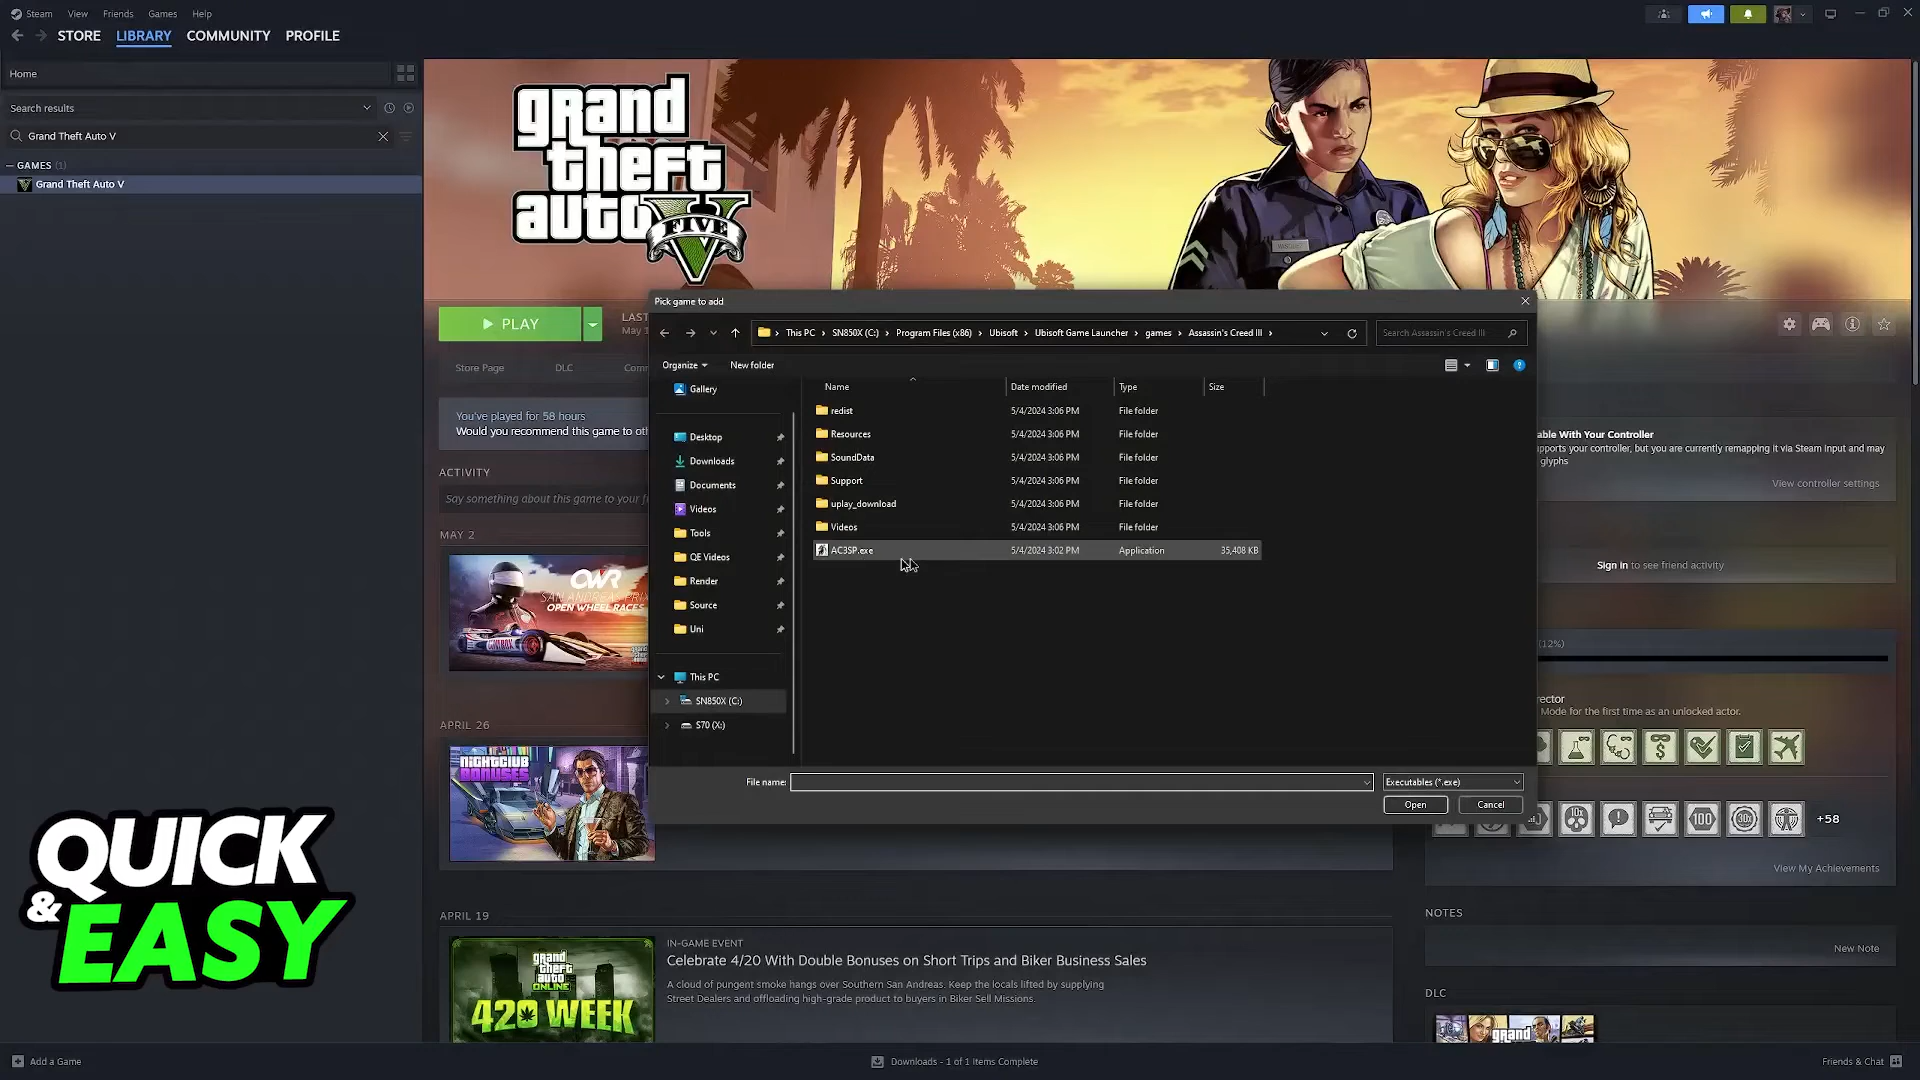 Steam View Friends Games Help
STORE LIBRARY COMMUNITY PROFILE
Home
Search results
Grand Theft Auto V
GAMES (1)
Grand Theft Auto V
grand
theft
auto
FIVE
PLAY
LAST
May 1
Store Page DLC Comm
You've played for 58 hours
Would you recommend this game to oth
ACTIVITY
Say something about this game to your f
MAY 2
OWR
SAN ANDREAS PRIX
OPEN WHEEL RACES
APRIL 26
NIGHTCLUB
BONUSES
APRIL 19
grand
theft
auto
ONLINE
420 WEEK
IN-GAME EVENT
Celebrate 4/20 With Double Bonuses on Short Trips and Biker Business Sales
A cloud of pungent smoke hangs over Southern San Andreas. Keep the locals lifted by supplying
Street Dealers and offloading high-grade product to buyers in Biker Sell Missions.
Pick game to add
This PC SN850X (C:) Program Files (x86) Ubisoft Ubisoft Game Launcher games Assassin's Creed III
Search Assassin's Creed III
Organize New folder
Gallery
Desktop
Downloads
Documents
Videos
Tools
QE Videos
Render
Source
Uni
This PC
SN850X (C:)
S70 (X:)
Name Date modified Type Size
redist 5/4/2024 3:06 PM File folder
Resources 5/4/2024 3:06 PM File folder
SoundData 5/4/2024 3:06 PM File folder
Support 5/4/2024 3:06 PM File folder
uplay_download 5/4/2024 3:06 PM File folder
Videos 5/4/2024 3:06 PM File folder
AC3SP.exe 5/4/2024 3:02 PM Application 35,408 KB
File name: Executables (*.exe)
Open Cancel
able With Your Controller
pports your controller, but you are currently remapping it via Steam Input and may
glyphs
View controller settings
Sign in to see friend activity
(12%)
rector
Mode for the first time as an unlocked actor.
10x
100
30x
+58
View My Achievements
NOTES
New Note
DLC
grand
QUICK
& EASY
Add a Game
Downloads - 1 of 1 Items Complete
Friends & Chat